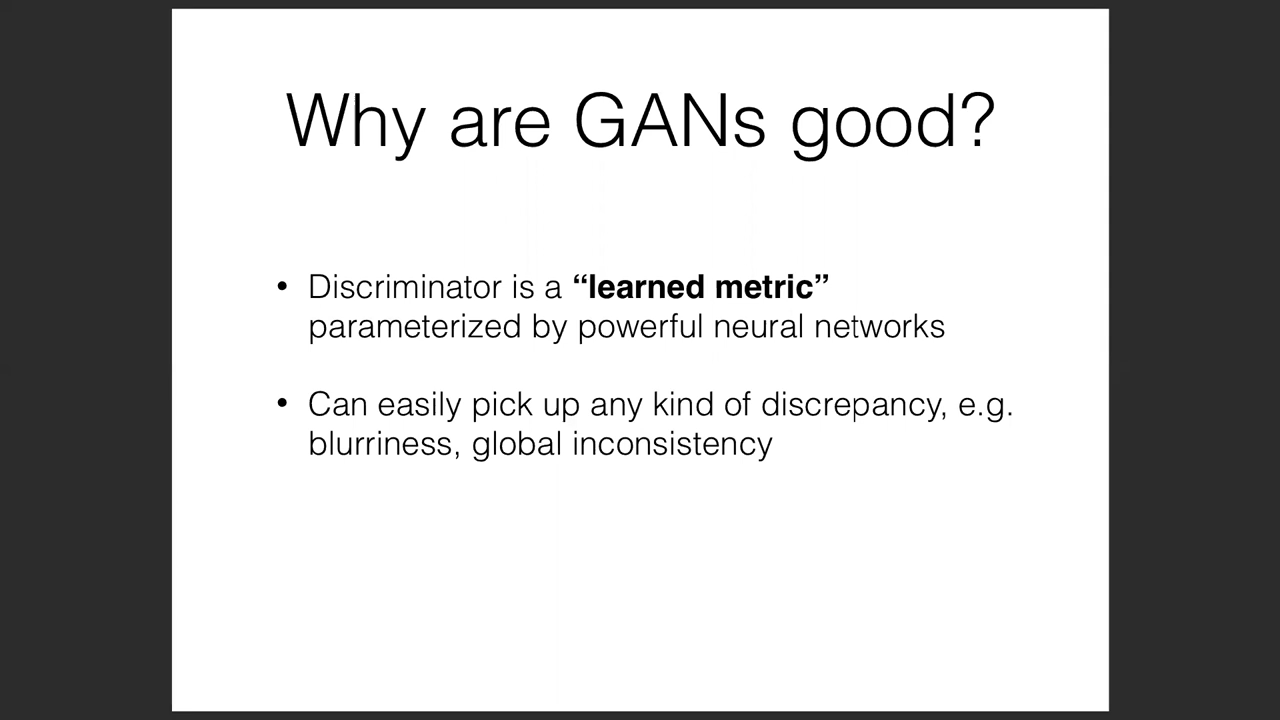 Why are GANs good?
• Discriminator is a “learned metric”
parameterized by powerful neural networks
• Can easily pick up any kind of discrepancy, e.g.
blurriness, global inconsistency